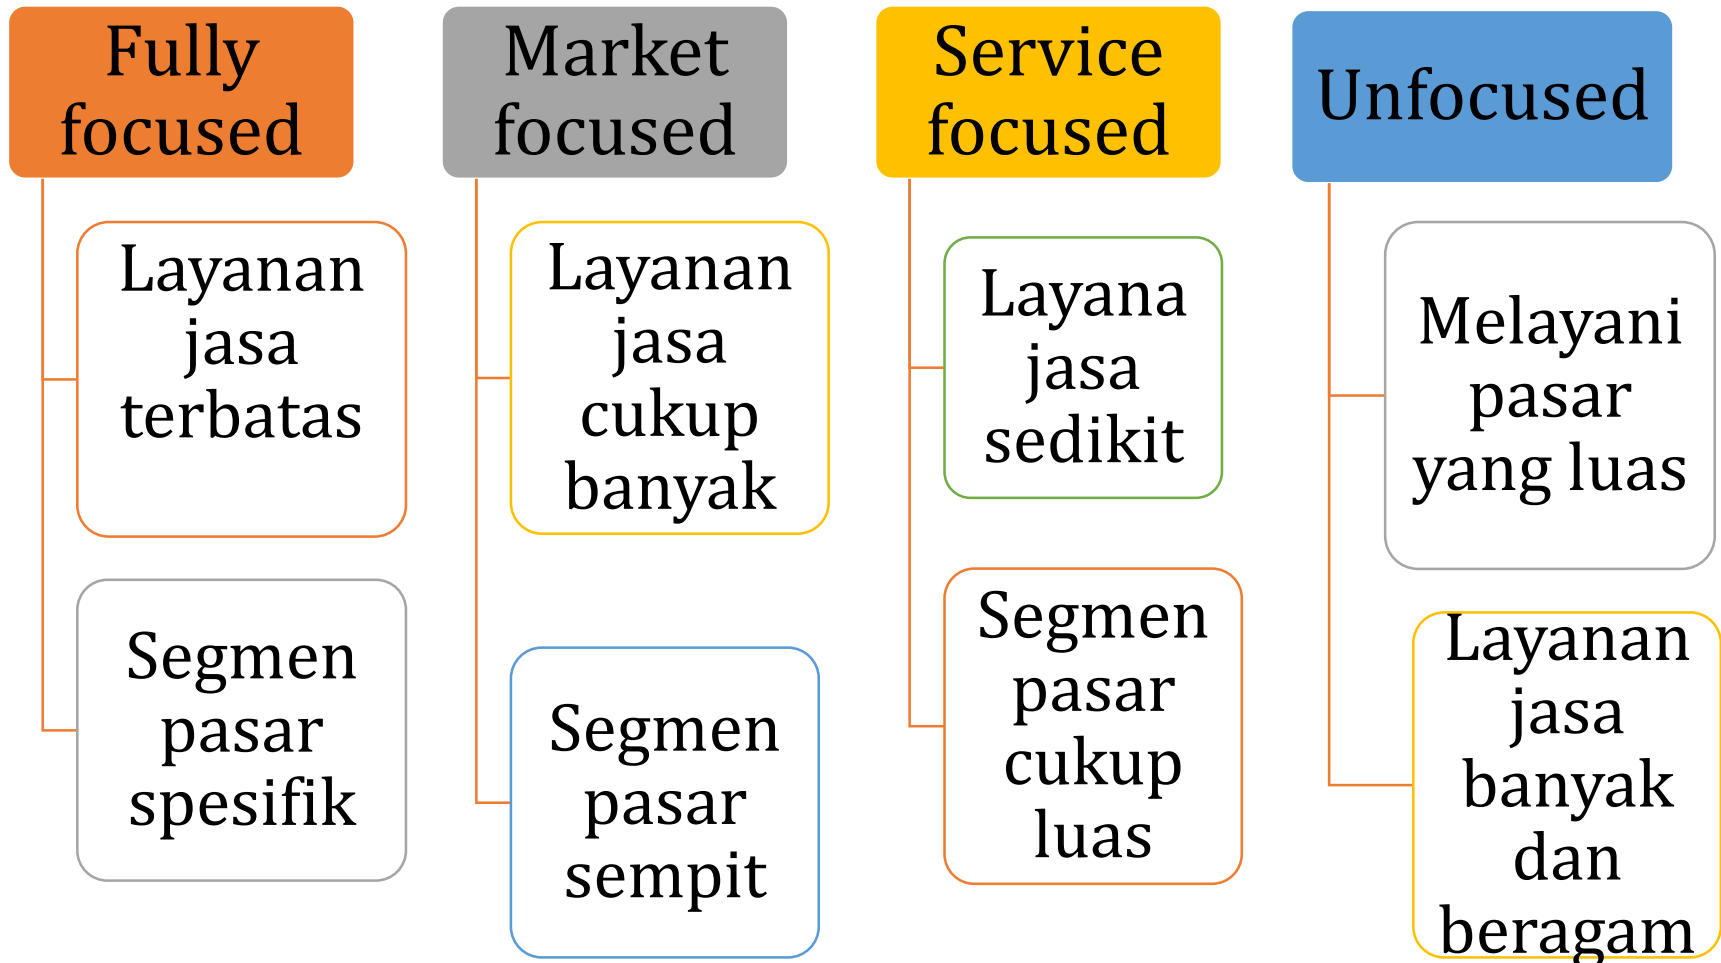 Fully
focused
Layanan
jasa
terbatas
Segmen
pasar
spesifik
Market
focused
Layanan
jasa
cukup
banyak
Segmen
pasar
sempit
Service
focused
Layana
jasa
sedikit
Segmen
pasar
cukup
luas
Unfocused
Melayani
pasar
yang luas
Layanan
jasa
banyak
dan
beragam